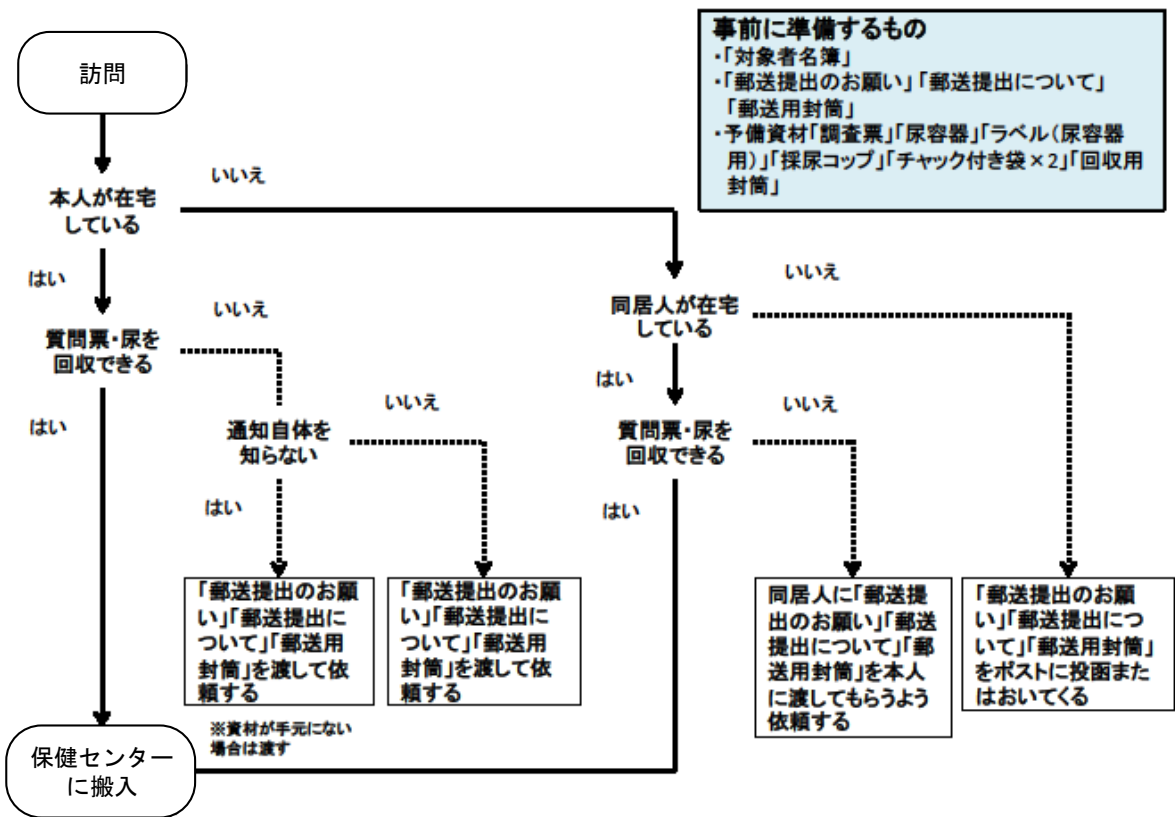 訪問
事前に準備するもの
・「対象者名簿」
・「郵送提出のお願い」「郵送提出について」
「郵送用封筒」
・予備資材「調査票」「尿容器」「ラベル（尿容器
用）」「採尿コップ」「チャック付き袋×2」「回収用
封筒」
本人が在宅
している
いいえ
はい
同居人が在宅
している
いいえ
質問票・尿を
回収できる
いいえ
はい
はい
通知自体を
知らない
いいえ
はい
質問票・尿を
回収できる
いいえ
はい
「郵送提出のお願
い」「郵送提出に
ついて」「郵送用
封筒」を渡して依
頼する
※資材が手元にない
場合は渡す
「郵送提出のお願
い」「郵送提出に
ついて」「郵送用
封筒」を渡して依
頼する
同居人に「郵送提
出のお願い」「郵送
提出について」「郵
送用封筒」を本人
に渡してもらうよう
依頼する
「郵送提出のお願
い」「郵送提出につ
いて」「郵送用封筒」
をポストに投函また
はおいてくる
保健センター
に搬入